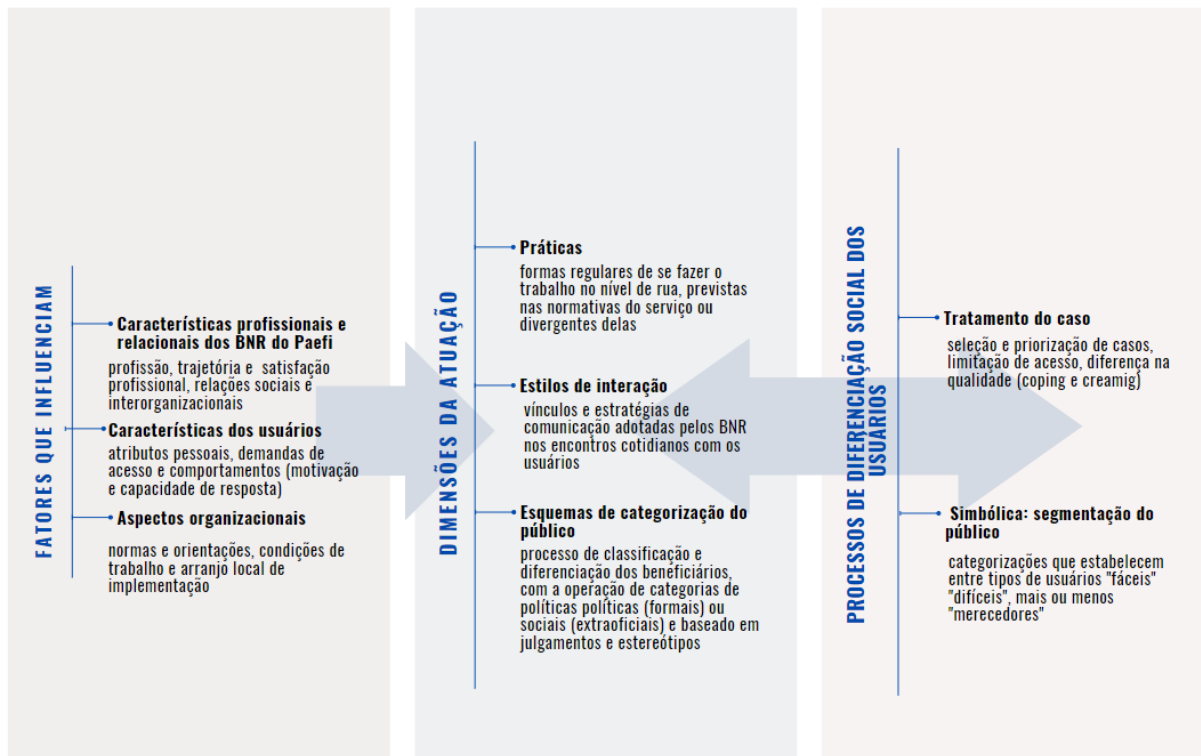 FATORES QUE INFLUENCIAM
Características profissionais e
relacionais dos BNR do Paefi
profissão, trajetória e satisfação
profissional, relações sociais e
interorganizacionais
Características dos usuários
atributos pessoais, demandas de
acesso e comportamentos (motivação
e capacidade de resposta)
Aspectos organizacionais
normas e orientações, condições de
trabalho e arranjo local de
implementação
DIMENSÕES DA ATUAÇÃO
Práticas
formas regulares de se fazer o
trabalho no nível de rua, previstas
nas normativas do serviço ou
divergentes delas
Estilos de interação
vínculos e estratégias de
comunicação adotadas pelos BNR
nos encontros cotidianos com os
usuários
Esquemas de categorização do
público
processo de classificação e
diferenciação dos beneficiários,
com a operação de categorias de
políticas políticas (formais) ou
sociais (extraoficiais) e baseado em
julgamentos e estereótipos
PROCESSOS DE DIFERENCIAÇÃO SOCIAL DOS
USUÁRIOS
Tratamento do caso
seleção e priorização de casos,
limitação de acesso, diferença na
qualidade (coping e creamig)
Simbólica: segmentação do
público
categorizações que estabelecem
entre tipos de usuários "fáceis"
"difíceis", mais ou menos
"merecedores"